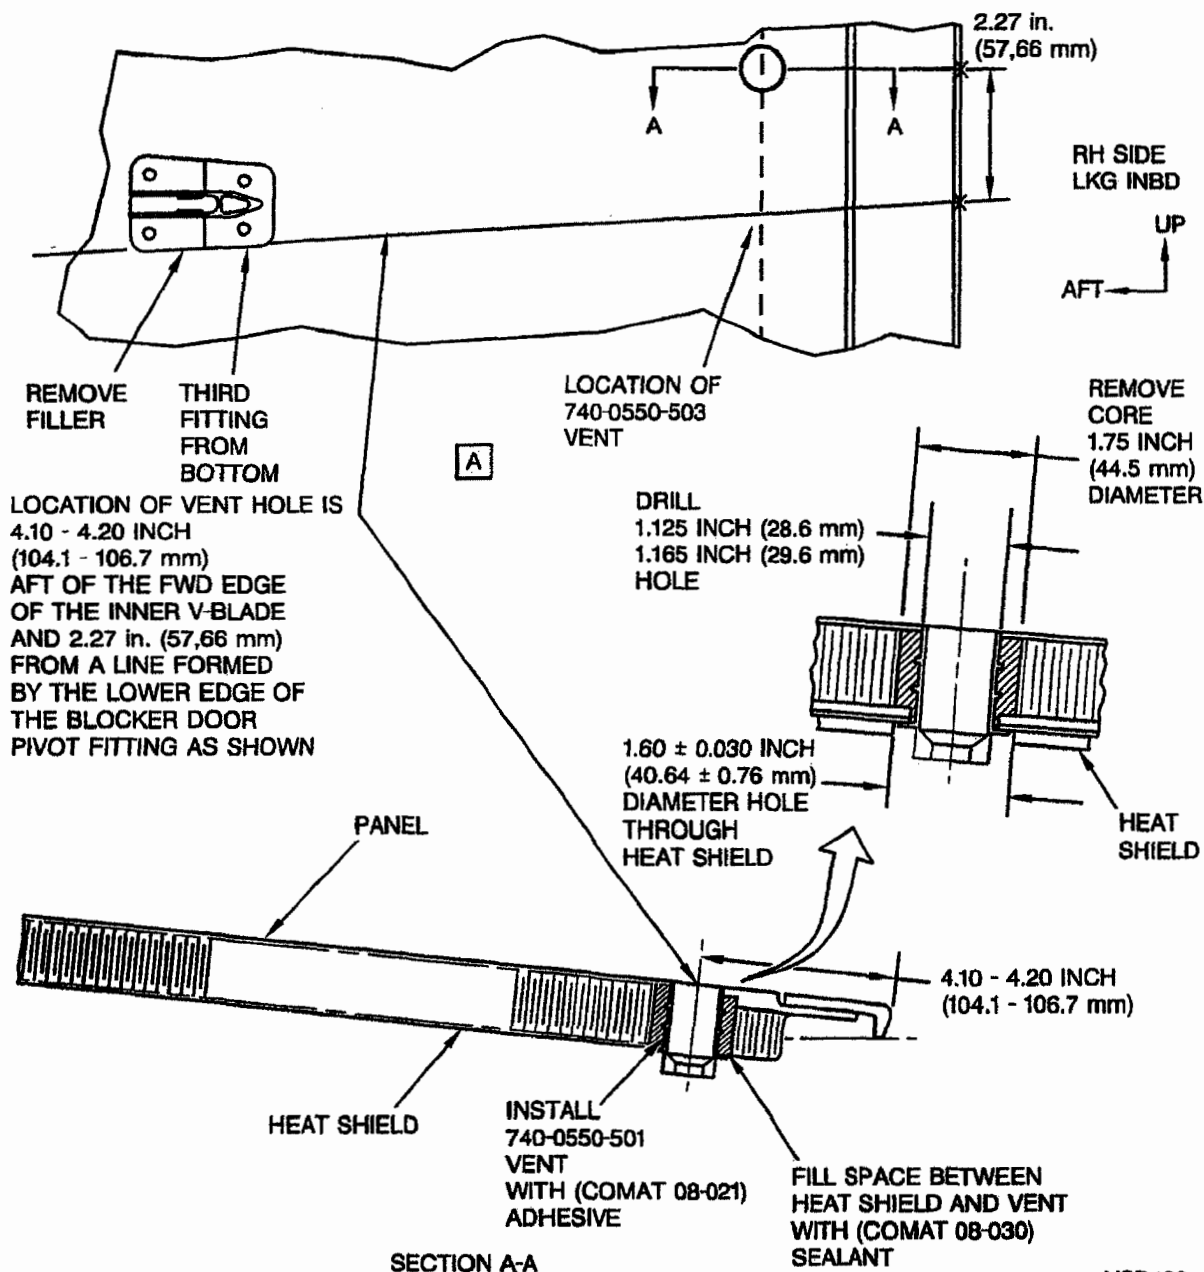 2.27 in.
(57,66 mm)
A
A
RH SIDE
LKG INBD
UP
AFT
REMOVE
FILLER
THIRD
FITTING
FROM
BOTTOM
LOCATION OF
740-0550-503
VENT
REMOVE
CORE
1.75 INCH
(44.5 mm)
DIAMETER
A
LOCATION OF VENT HOLE IS
4.10 - 4.20 INCH
(104.1 - 106.7 mm)
AFT OF THE FWD EDGE
OF THE INNER V-BLADE
AND 2.27 in. (57,66 mm)
FROM A LINE FORMED
BY THE LOWER EDGE OF
THE BLOCKER DOOR
PIVOT FITTING AS SHOWN
DRILL
1.125 INCH (28.6 mm)
1.165 INCH (29.6 mm)
HOLE
1.60 ± 0.030 INCH
(40.64 ± 0.76 mm)
DIAMETER HOLE
THROUGH
HEAT SHIELD
HEAT
SHIELD
PANEL
4.10 - 4.20 INCH
(104.1 - 106.7 mm)
HEAT SHIELD
INSTALL
740-0550-501
VENT
WITH (COMAT 08-021)
ADHESIVE
FILL SPACE BETWEEN
HEAT SHIELD AND VENT
WITH (COMAT 08-030)
SEALANT
SECTION A-A